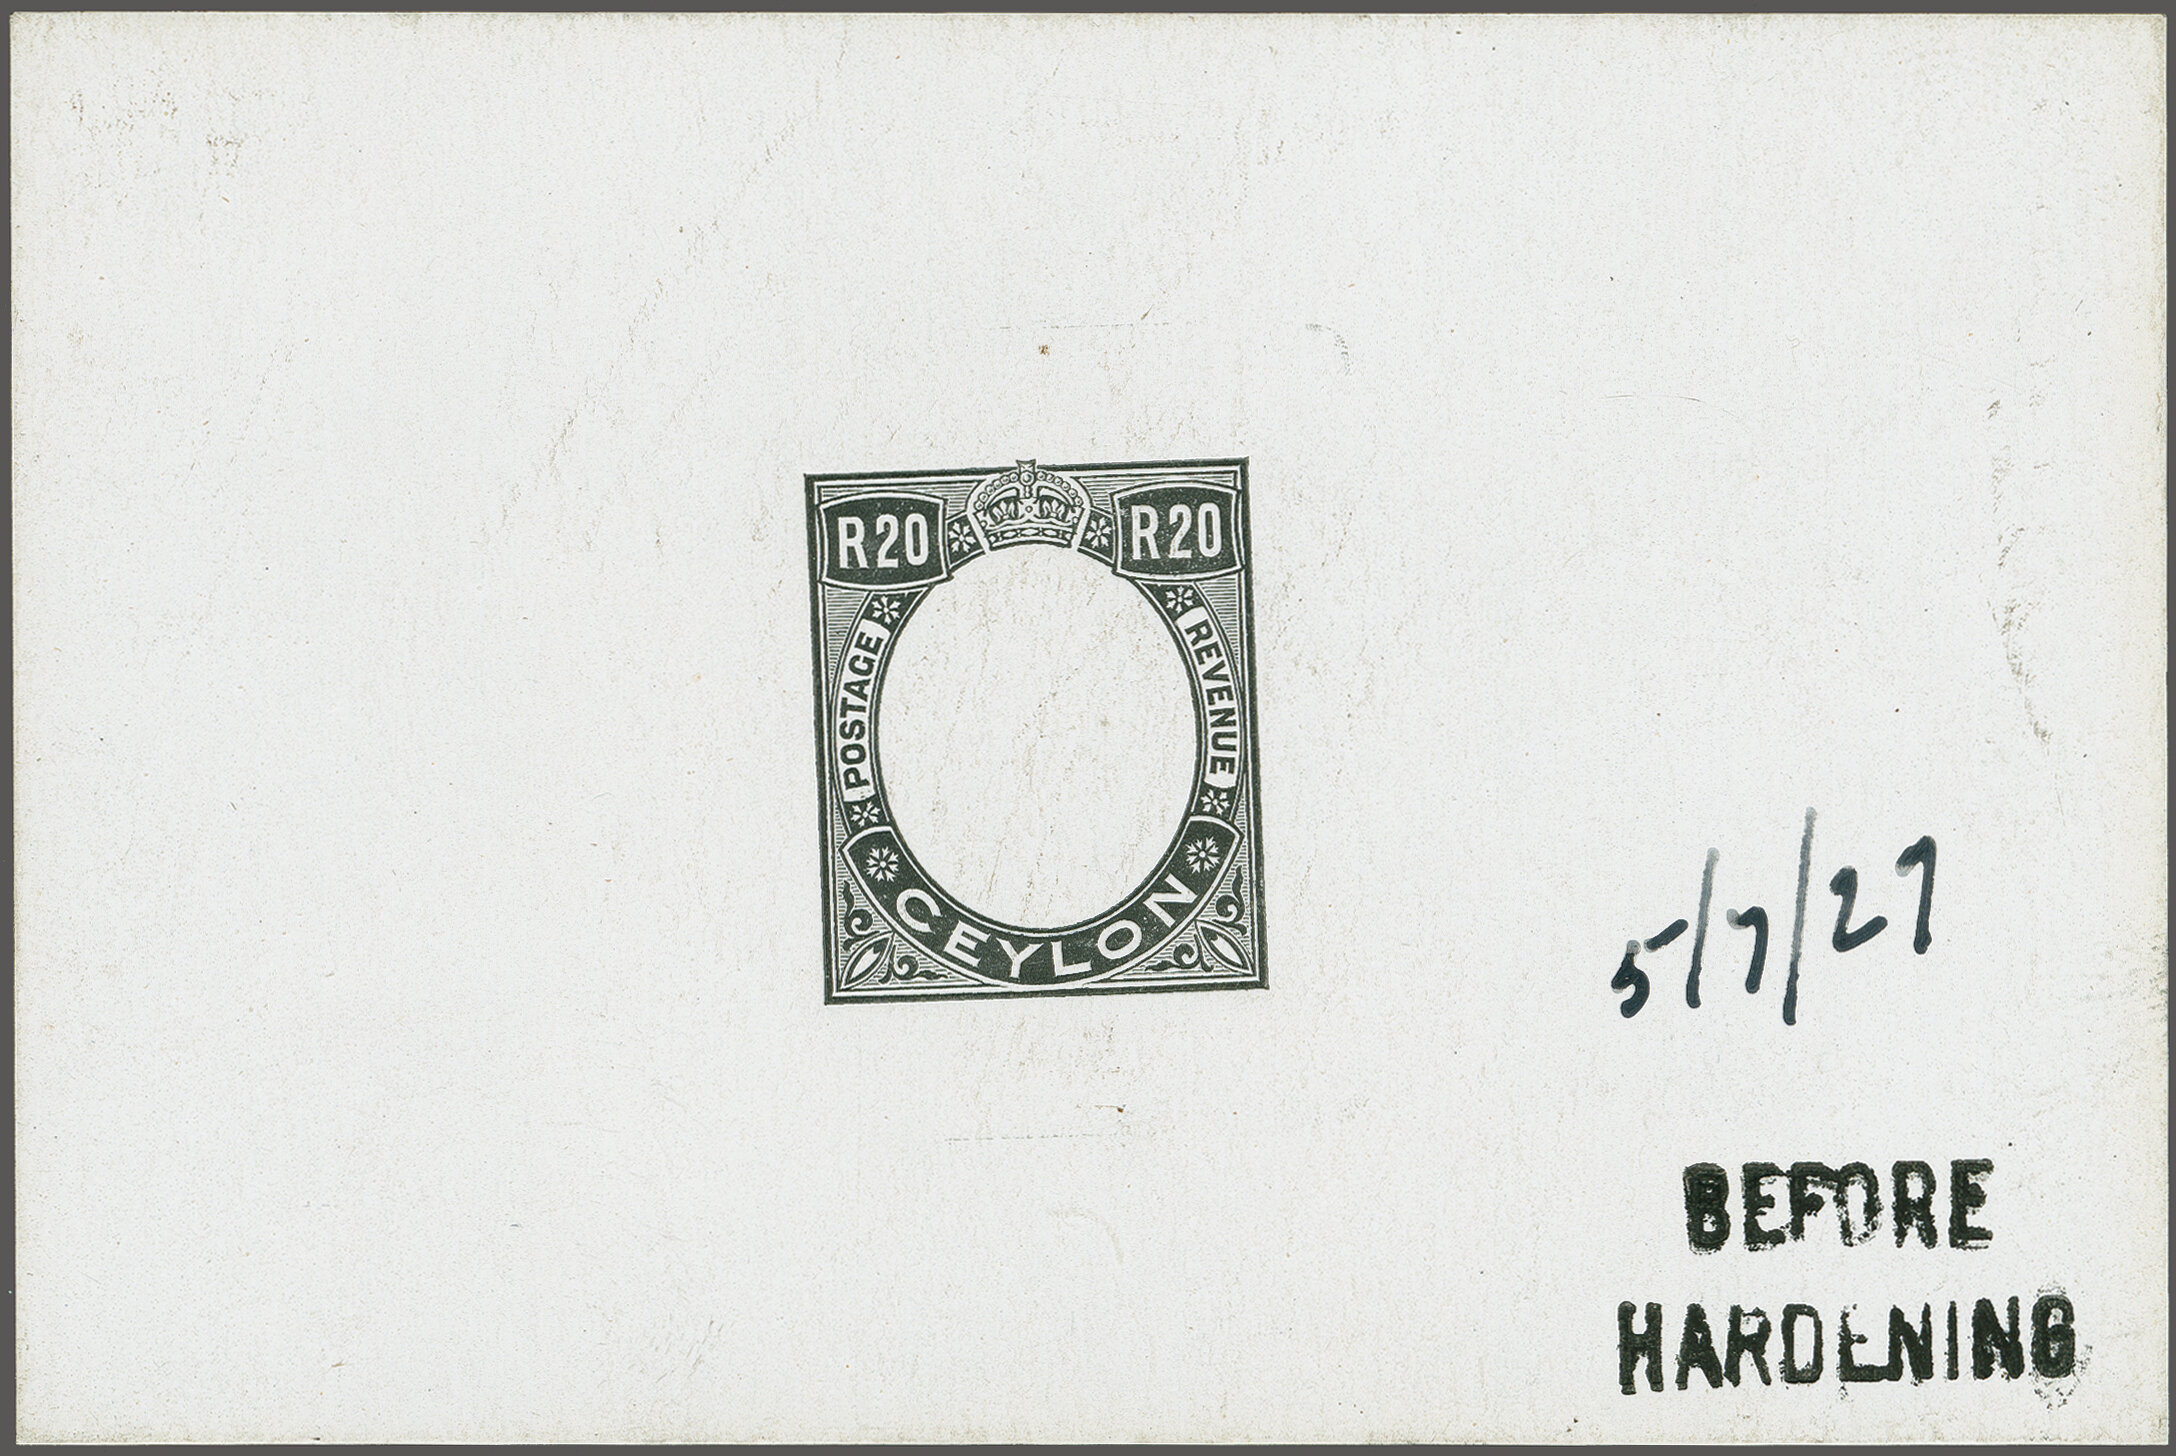 R20 R20
POSTAGE
REVENUE
CEYLON
5/7/27
BEFORE
HARDENING